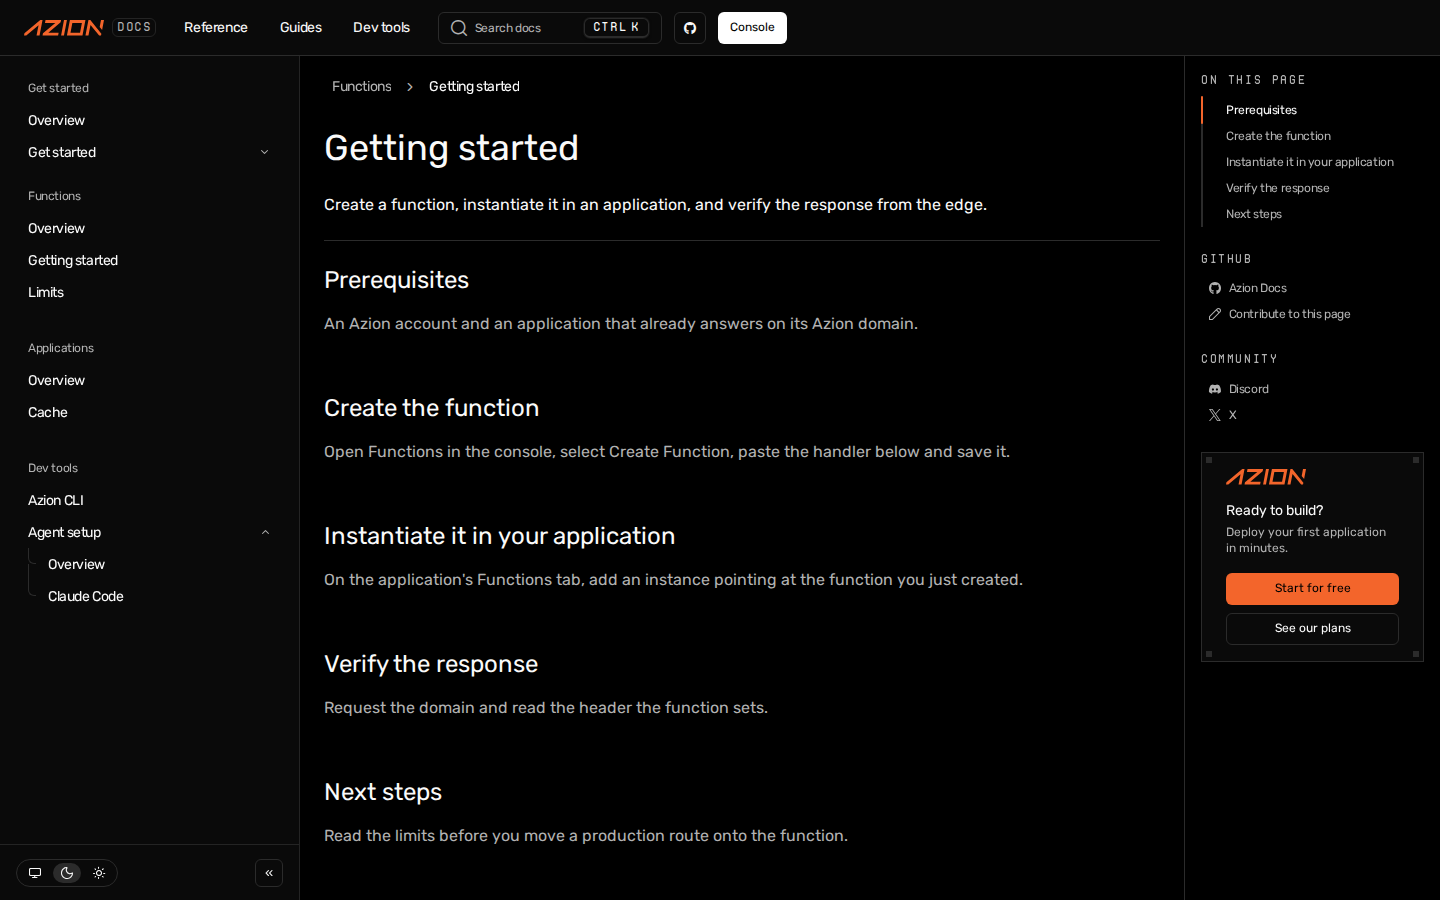 AZION DOCS Reference Guides Dev tools Search docs CTRL K Console
Get started
Overview
Get started
Functions
Overview
Getting started
Limits
Applications
Overview
Cache
Dev tools
Azion CLI
Agent setup
Overview
Claude Code
Functions Getting started
Getting started
Create a function, instantiate it in an application, and verify the response from the edge.
Prerequisites
An Azion account and an application that already answers on its Azion domain.
Create the function
Open Functions in the console, select Create Function, paste the handler below and save it.
Instantiate it in your application
On the application's Functions tab, add an instance pointing at the function you just created.
Verify the response
Request the domain and read the header the function sets.
Next steps
Read the limits before you move a production route onto the function.
ON THIS PAGE
Prerequisites
Create the function
Instantiate it in your application
Verify the response
Next steps
GITHUB
Azion Docs
Contribute to this page
COMMUNITY
Discord
X
AZION
Ready to build?
Deploy your first application
in minutes.
Start for free
See our plans